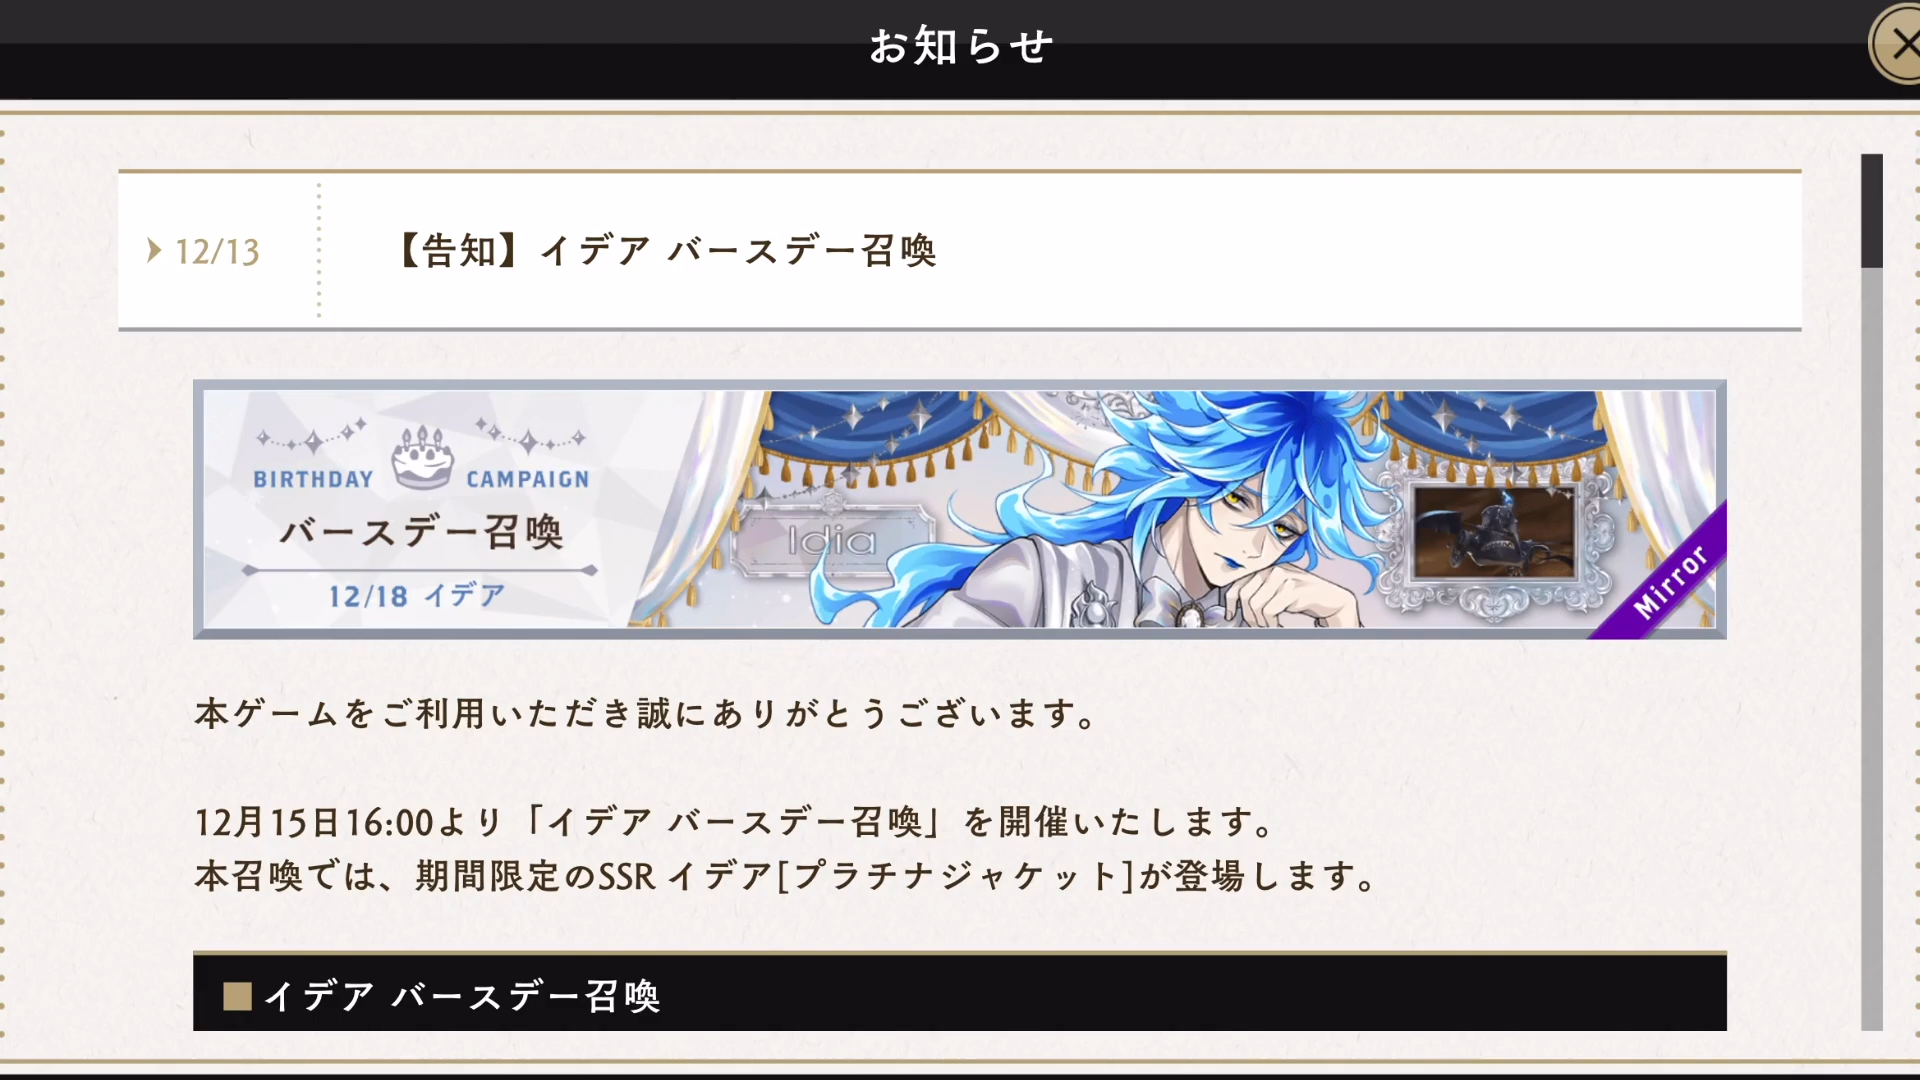 お知らせ
12/13
【告知】イデア バースデー召喚
BIRTHDAY CAMPAIGN
バースデー召喚
12/18 イデア
Idia
Mirror
本ゲームをご利用いただき誠にありがとうございます。
12月15日16:00より「イデア バースデー召喚」を開催いたします。
本召喚では、期間限定のSSR イデア[プラチナジャケット]が登場します。
■イデア バースデー召喚